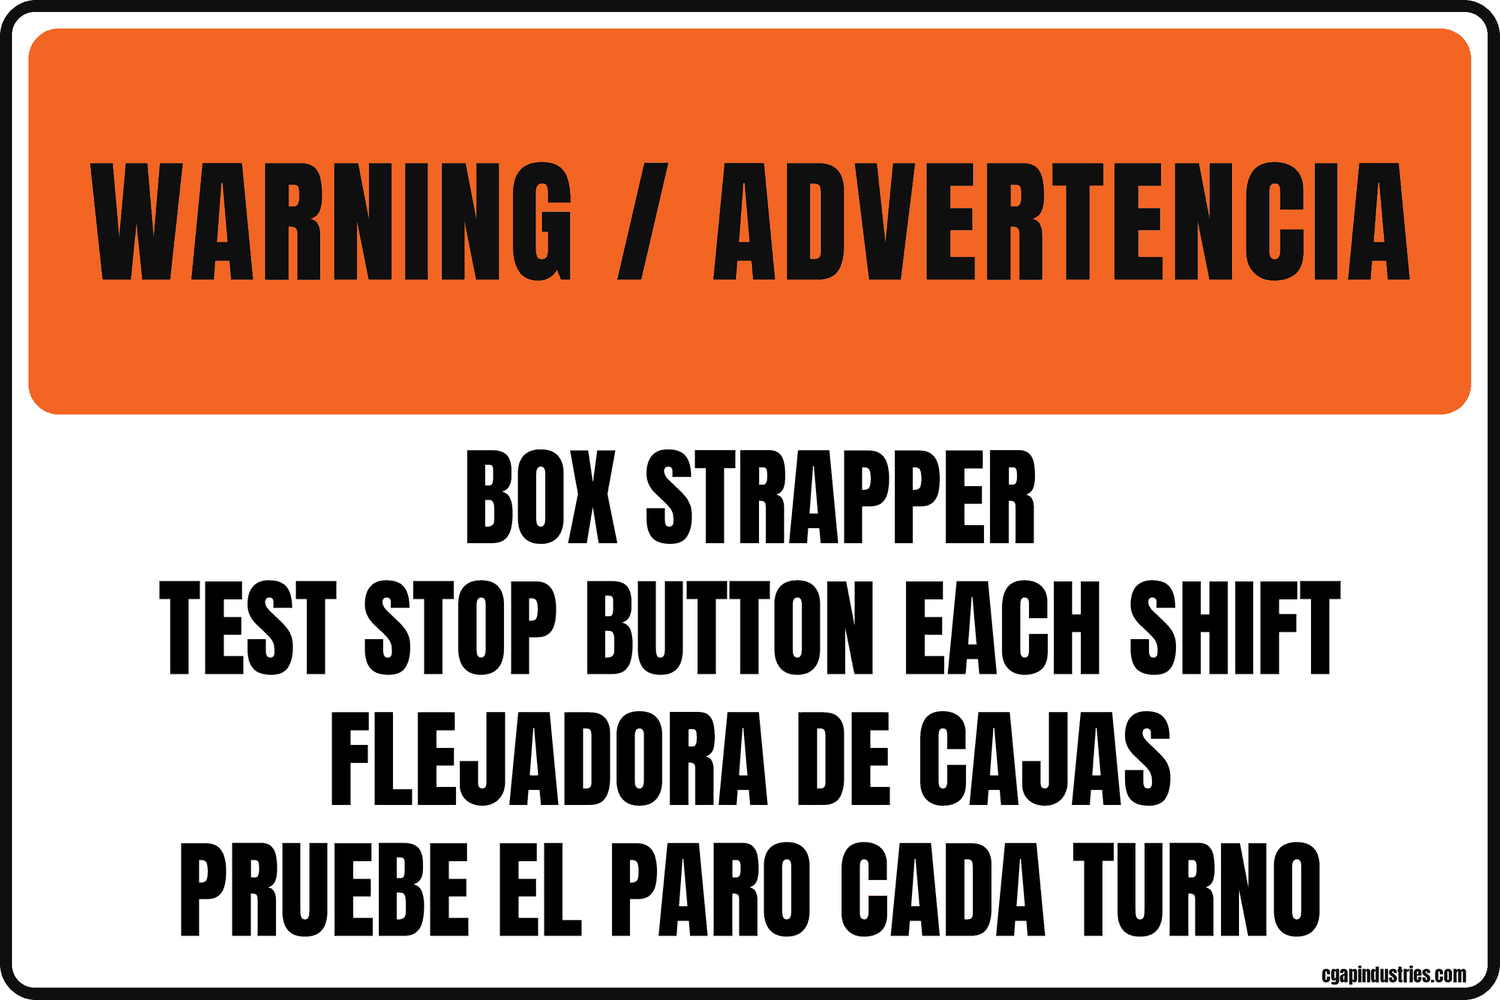 WARNING / ADVERTENCIA
BOX STRAPPER
TEST STOP BUTTON EACH SHIFT
FLEJADORA DE CAJAS
PRUEBE EL PARO CADA TURNO
cgapindustries.com